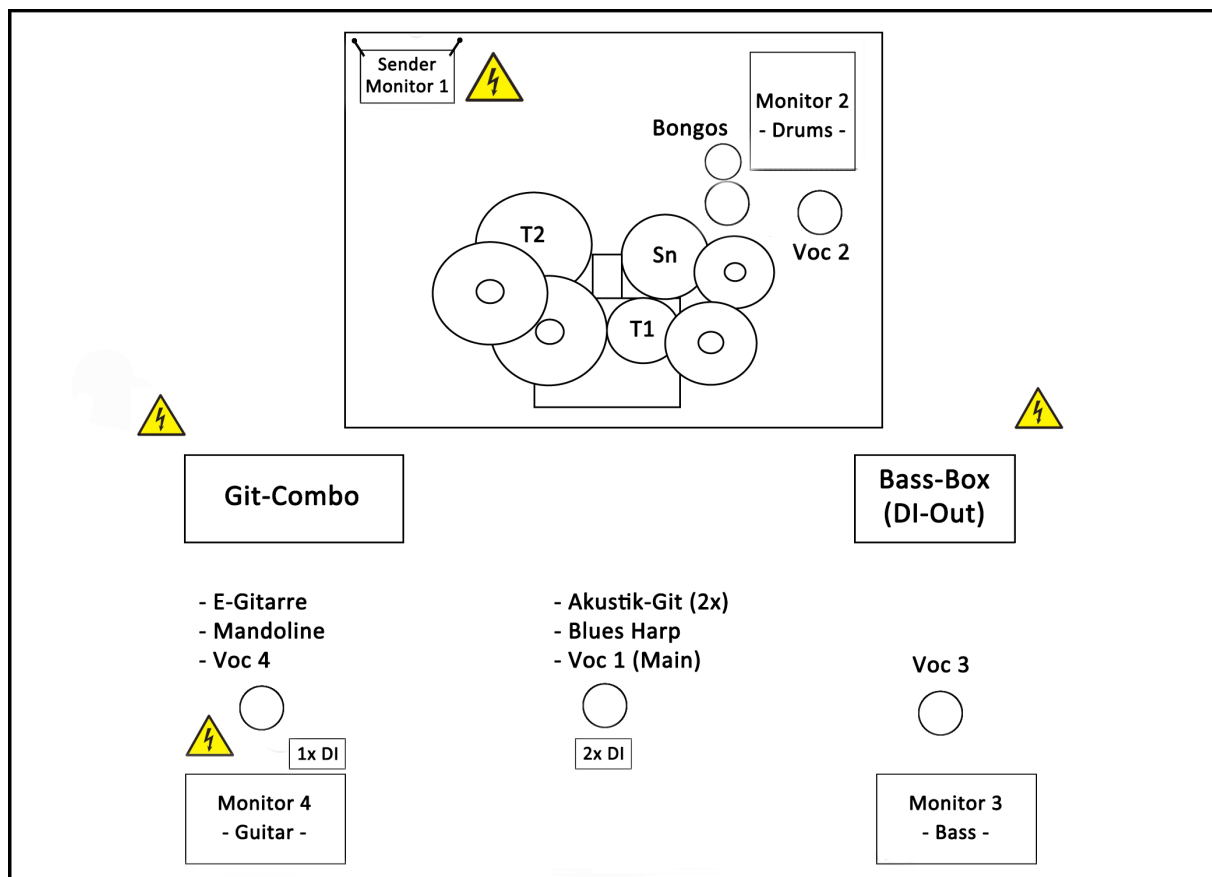 Sender
Monitor 1
Monitor 2
- Drums -
Bongos
Voc 2
T2
Sn
T1
Git-Combo
Bass-Box
(DI-Out)
- E-Gitarre
- Mandoline
- Voc 4
- Akustik-Git (2x)
- Blues Harp
- Voc 1 (Main)
Voc 3
1x DI
2x DI
Monitor 4
- Guitar -
Monitor 3
- Bass -